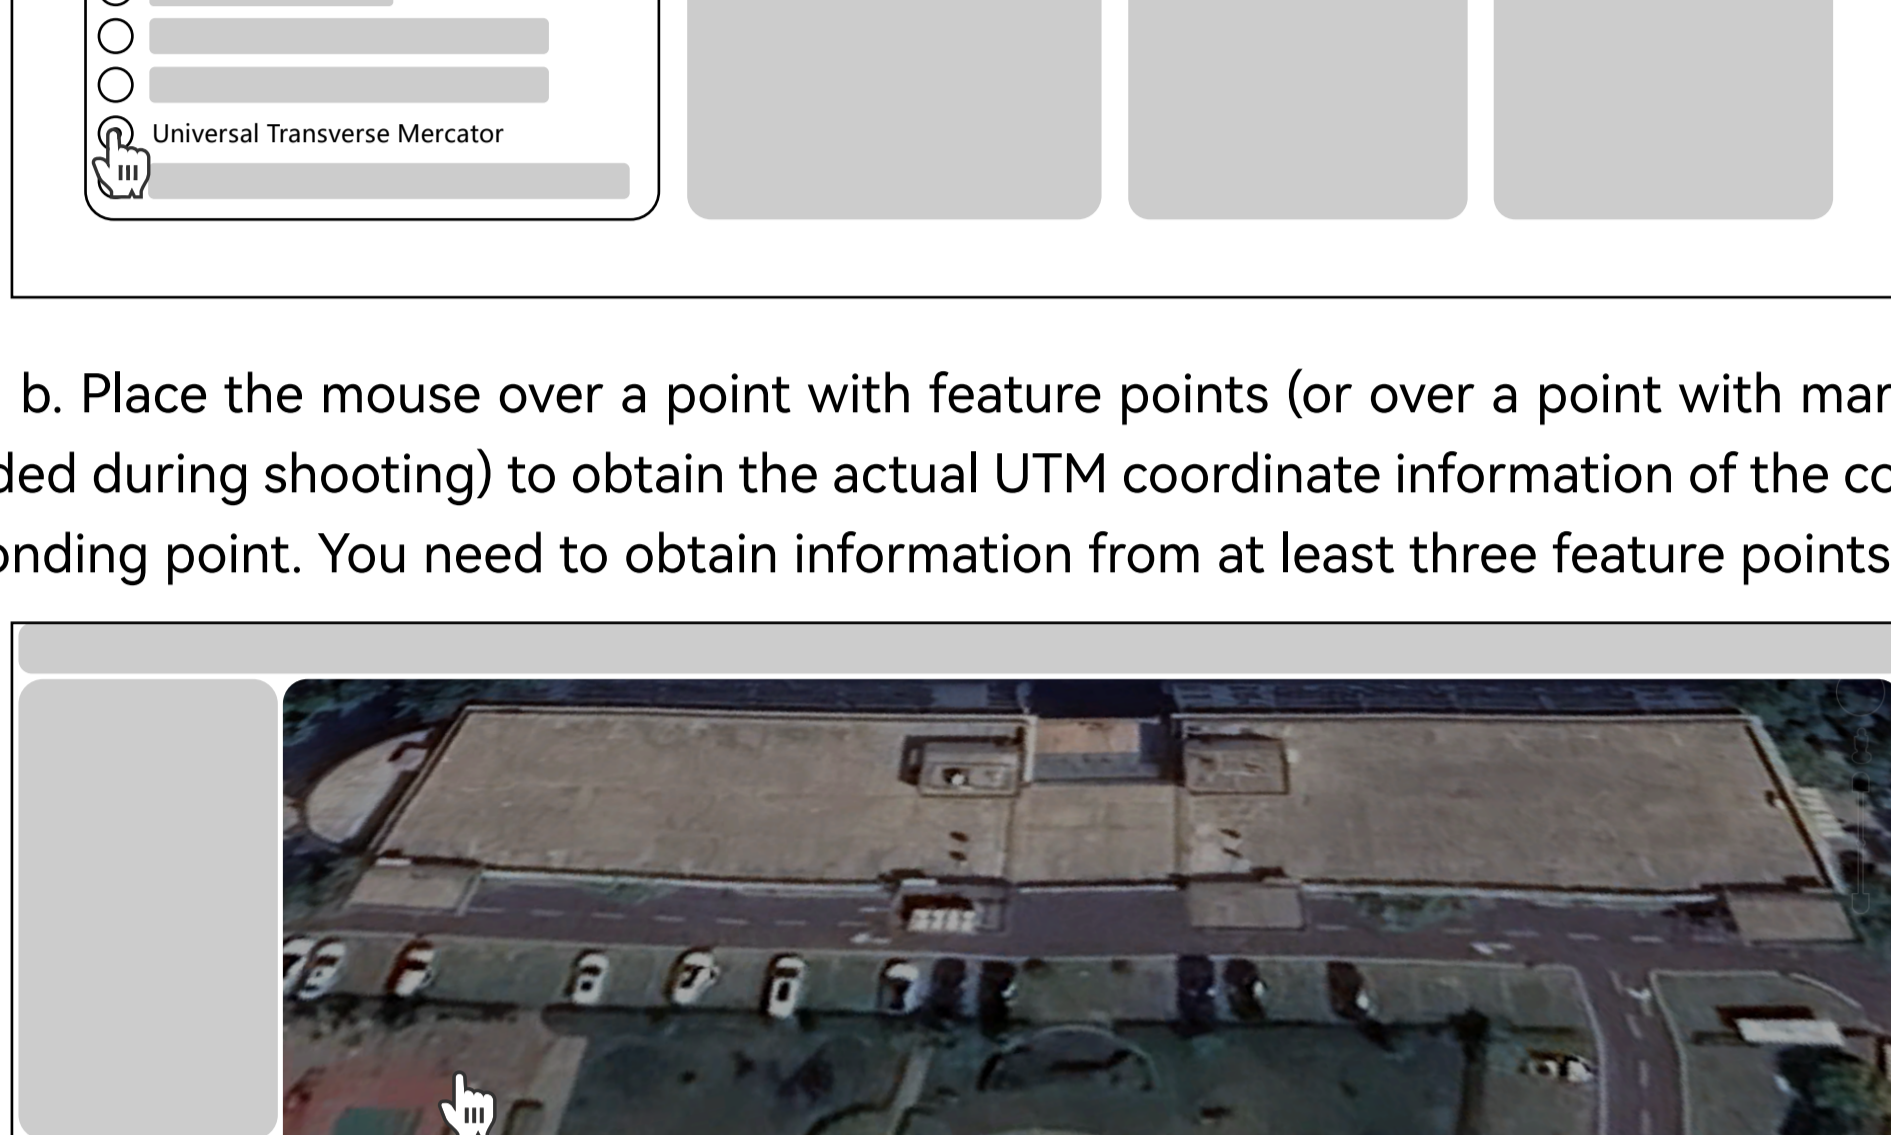 Universal Transverse Mercator
b. Place the mouse over a point with feature points (or over a point with mar
ded during shooting) to obtain the actual UTM coordinate information of the co
onding point. You need to obtain information from at least three feature points